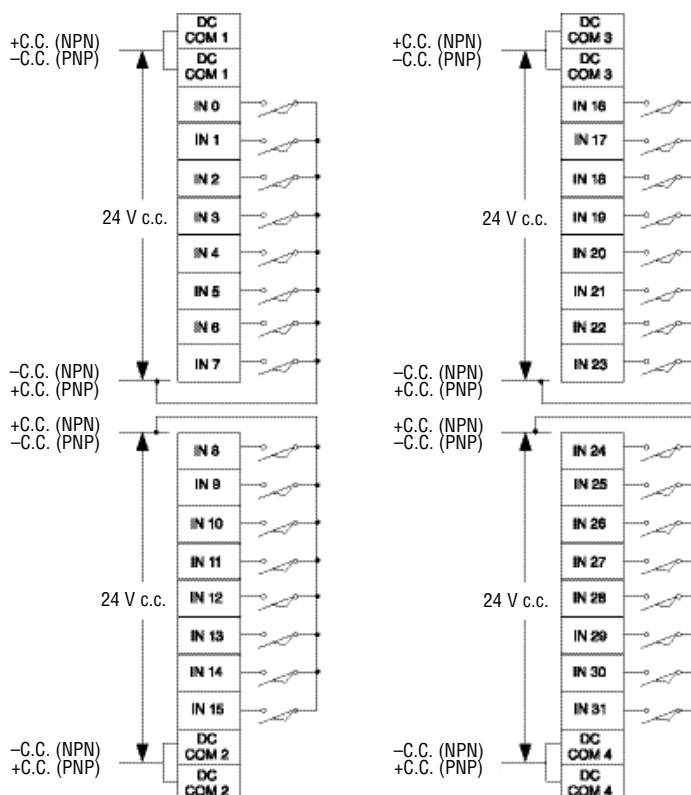 +C.C. (NPN)
–C.C. (PNP)
DC
COM 1
DC
COM 1
IN 0
IN 1
IN 2
24 V c.c.
IN 3
IN 4
IN 5
IN 6
IN 7
–C.C. (NPN)
+C.C. (PNP)
+C.C. (NPN)
–C.C. (PNP)
IN 8
IN 9
IN 10
IN 11
24 V c.c.
IN 12
IN 13
IN 14
IN 15
–C.C. (NPN)
+C.C. (PNP)
DC
COM 2
DC
COM 2
+C.C. (NPN)
–C.C. (PNP)
DC
COM 3
DC
COM 3
IN 16
IN 17
IN 18
24 V c.c.
IN 19
IN 20
IN 21
IN 22
IN 23
–C.C. (NPN)
+C.C. (PNP)
+C.C. (NPN)
–C.C. (PNP)
IN 24
IN 25
IN 26
IN 27
24 V c.c.
IN 28
IN 29
IN 30
IN 31
–C.C. (NPN)
+C.C. (PNP)
DC
COM 4
DC
COM 4